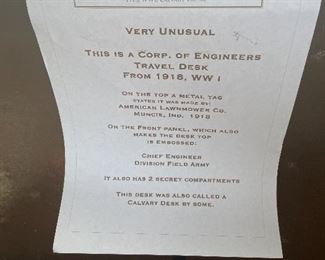 Very Unusual
This is a Corp. of Engineers
Travel Desk
From 1918, WW I
On the top a metal tag
states it was made by:
American Lawnmower Co.
Muncie, Ind. 1918
On the Front panel, which also
makes the desk top
is embossed:
Chief Engineer
Division Field Army
It also has 2 secret compartments
This desk was also called a
Calvary Desk by some.